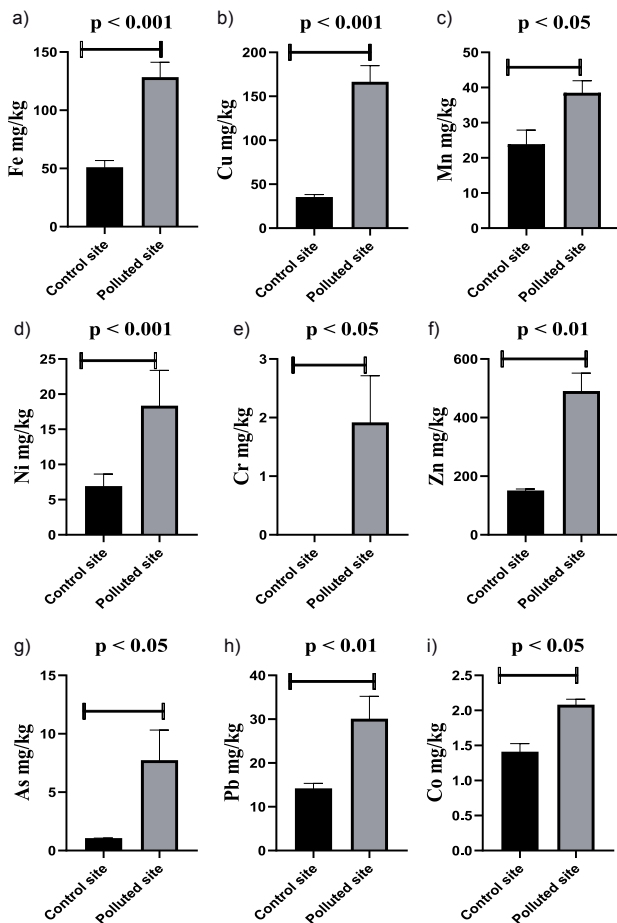 a)
p < 0.001
Fe mg/kg
150
100
50
0
Control site
Polluted site
b)
p < 0.001
Cu mg/kg
200
150
100
50
0
Control site
Polluted site
c)
p < 0.05
Mn mg/kg
50
40
30
20
10
0
Control site
Polluted site
d)
p < 0.001
Ni mg/kg
25
20
15
10
5
0
Control site
Polluted site
e)
p < 0.05
Cr mg/kg
3
2
1
0
Control site
Polluted site
f)
p < 0.01
Zn mg/kg
600
400
200
0
Control site
Polluted site
g)
p < 0.05
As mg/kg
15
10
5
0
Control site
Polluted site
h)
p < 0.01
Pb mg/kg
40
30
20
10
0
Control site
Polluted site
i)
p < 0.05
Co mg/kg
2.5
2.0
1.5
1.0
0.5
0.0
Control site
Polluted site